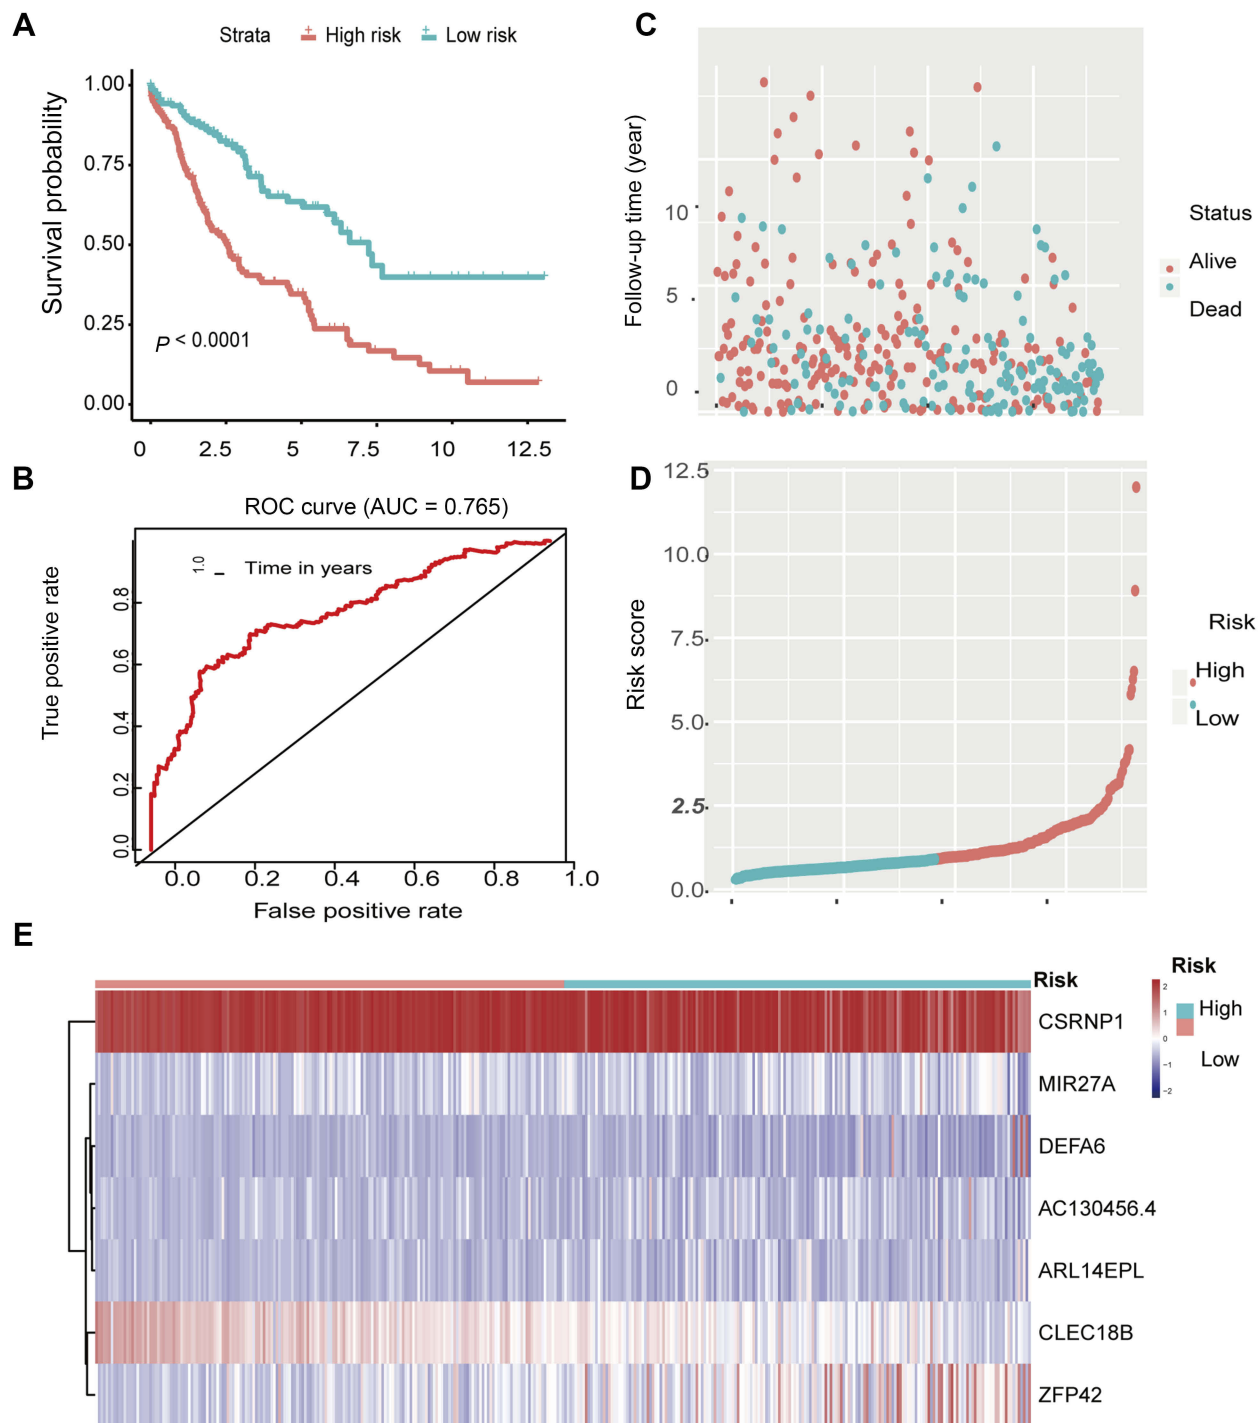 A
Strata High risk Low risk
Survival probability
1.00
0.75
0.50
0.25
0.00
P < 0.0001
0 2.5 5 7.5 10 12.5
B
ROC curve (AUC = 0.765)
True positive rate
1.0 Time in years
0.8
0.6
0.4
0.2
0.0
0.0 0.2 0.4 0.6 0.8 1.0
False positive rate
C
Follow-up time (year)
10
5
0
Status
Alive
Dead
D
Risk score
12.5
10.0
7.5
5.0
2.5
0.0
Risk
High
Low
E
Risk
CSRNP1
MIR27A
DEFA6
AC130456.4
ARL14EPL
CLEC18B
ZFP42
2
1
0
−1
−2
Risk
High
Low